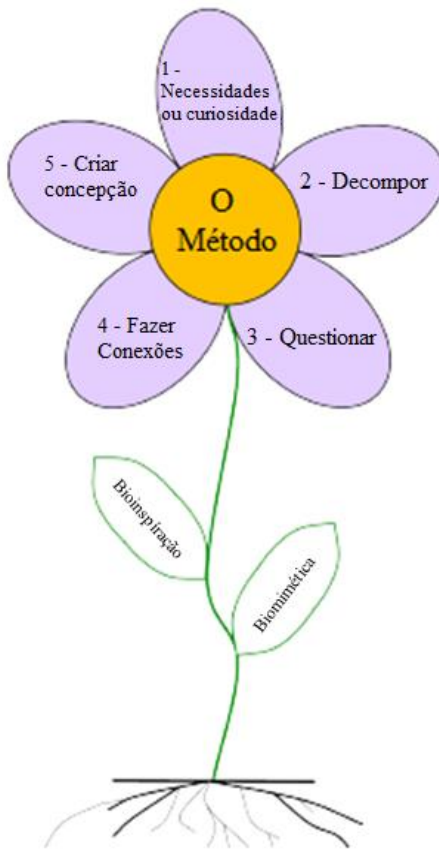 1 -
Necessidades
ou curiosidade
5 - Criar
concepção
2 - Decompor
O
Método
4 - Fazer
Conexões
3 - Questionar
Bioinspiração
Biomimética